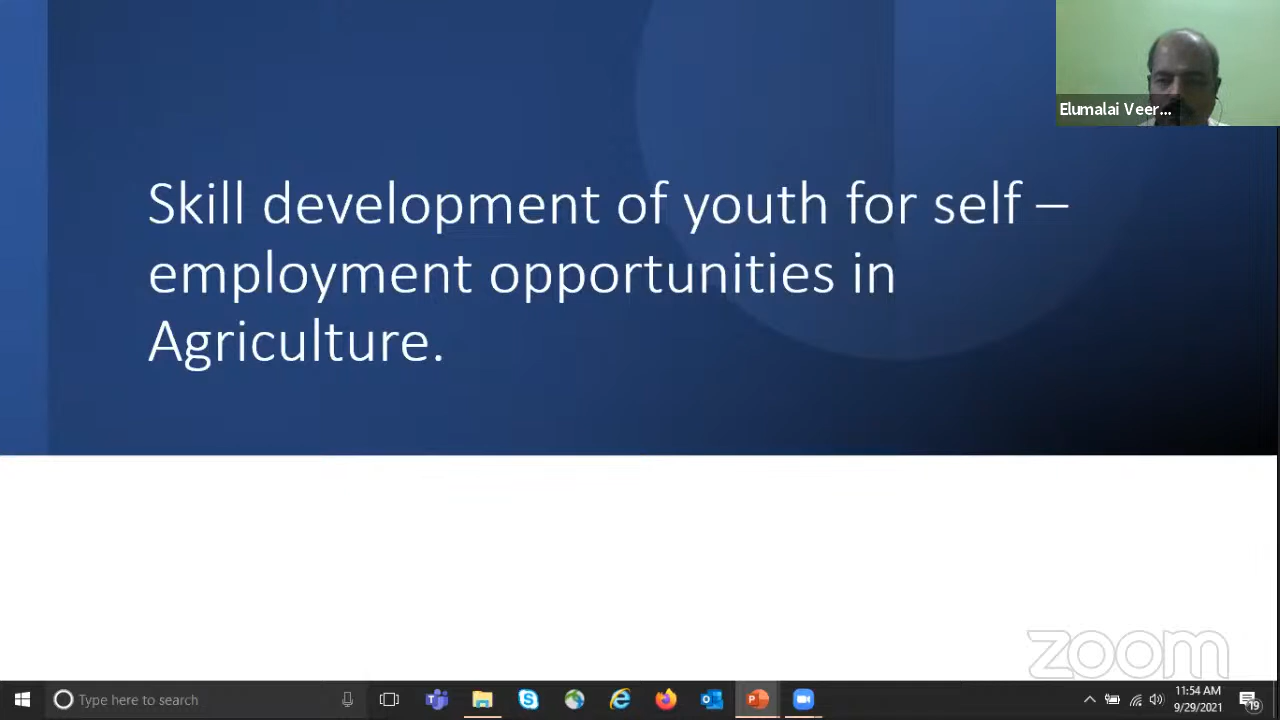 Elumalai Veer...
Skill development of youth for self –
employment opportunities in
Agriculture.
zoom
Type here to search
11:54 AM
9/29/2021
19